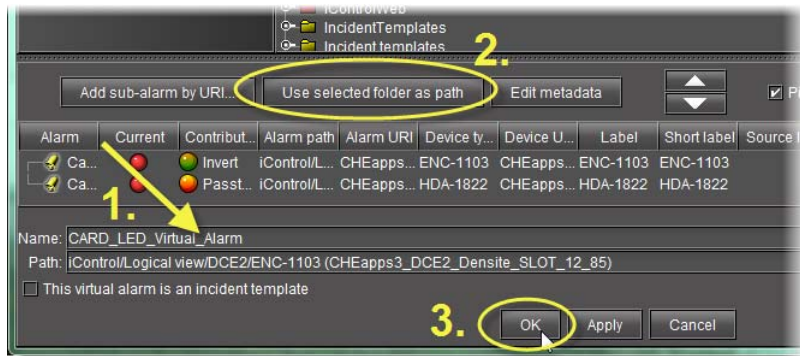 iControlWeb
IncidentTemplates
Incident templates
2.
Add sub-alarm by URI...
Use selected folder as path
Edit metadata
Alarm Current Contribut... Alarm path Alarm URI Device ty... Device U... Label Short label Source
Ca... Invert iControl/L... CHEapps... ENC-1103 CHEapps... ENC-1103 ENC-1103
Ca... Passt... iControl/L... CHEapps... HDA-1822 CHEapps... HDA-1822 HDA-1822
1.
Name: CARD_LED_Virtual_Alarm
Path: iControl/Logical view/DCE2/ENC-1103 (CHEapps3_DCE2_Densite_SLOT_12_85)
This virtual alarm is an incident template
3.
OK Apply Cancel